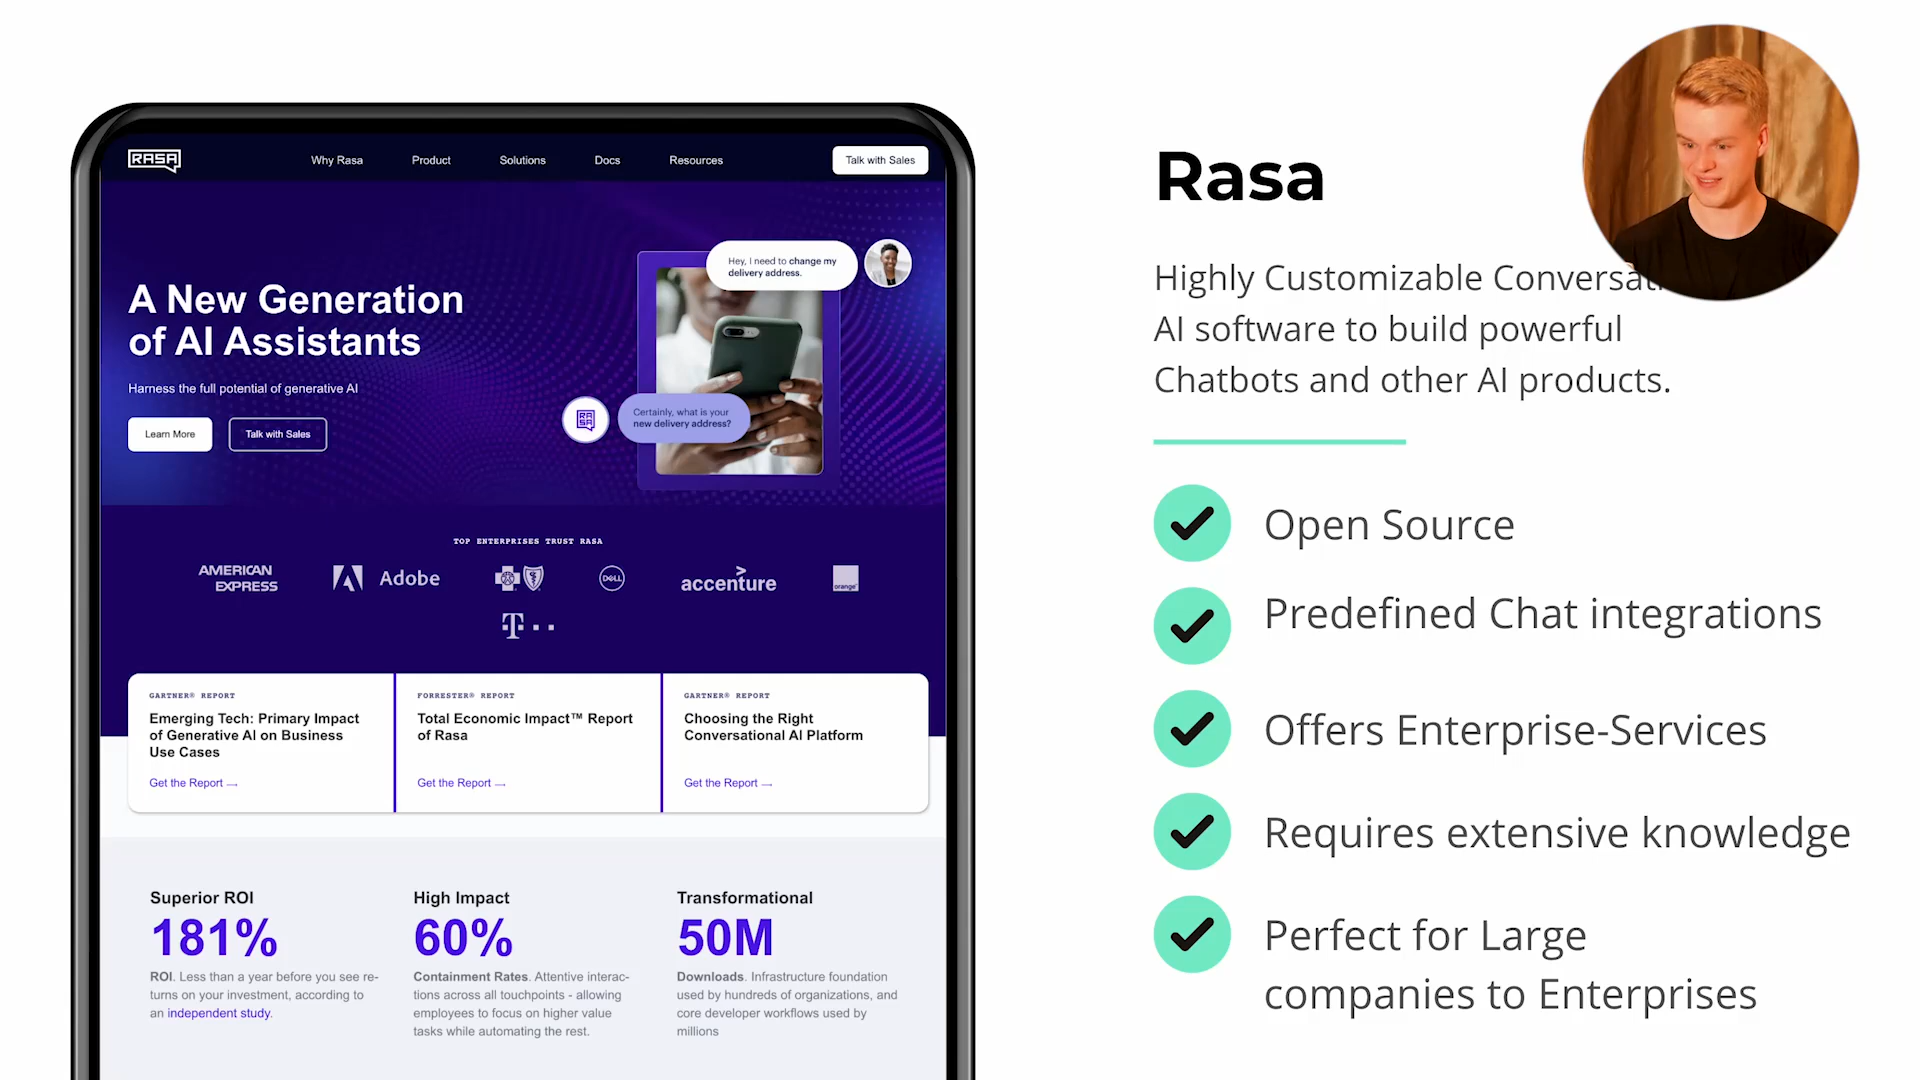 RASA
Why Rasa
Product
Solutions
Docs
Resources
Talk with Sales
A New Generation
of AI Assistants
Harness the full potential of generative AI
Learn More
Talk with Sales
Hey, I need to change my
delivery address.
RA
SA
Certainly, what is your
new delivery address?
TOP ENTERPRISES TRUST RASA
AMERICAN
EXPRESS
Adobe
DELL
accenture
orange
T
GARTNER® REPORT
Emerging Tech: Primary Impact
of Generative AI on Business
Use Cases
Get the Report →
FORRESTER® REPORT
Total Economic Impact™ Report
of Rasa
Get the Report →
GARTNER® REPORT
Choosing the Right
Conversational AI Platform
Get the Report →
Superior ROI
181%
ROI. Less than a year before you see re-
turns on your investment, according to
an independent study.
High Impact
60%
Containment Rates. Attentive interac-
tions across all touchpoints - allowing
employees to focus on higher value
tasks while automating the rest.
Transformational
50M
Downloads. Infrastructure foundation
used by hundreds of organizations, and
core developer workflows used by
millions
Rasa
Highly Customizable Conversat
AI software to build powerful
Chatbots and other AI products.
Open Source
Predefined Chat integrations
Offers Enterprise-Services
Requires extensive knowledge
Perfect for Large
companies to Enterprises